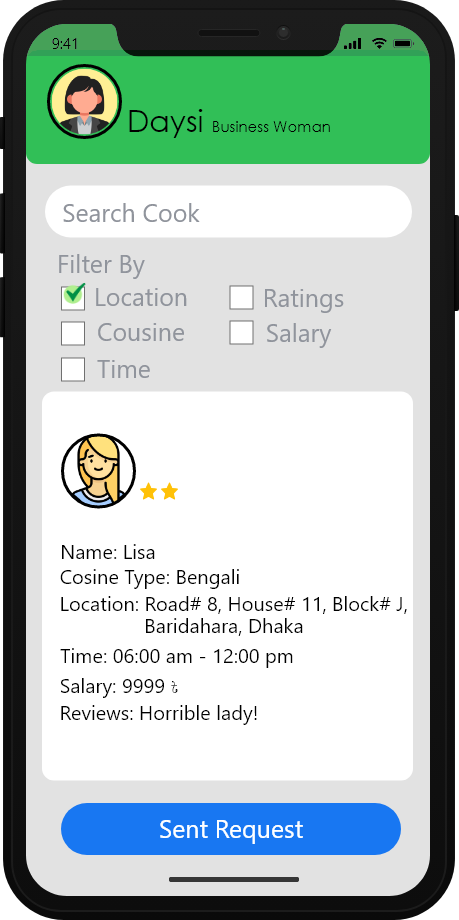 9:41
Daysi Business Woman
Search Cook
Filter By
Location Ratings
Cousine Salary
Time
Name: Lisa
Cosine Type: Bengali
Location: Road# 8, House# 11, Block# J,
Baridahara, Dhaka
Time: 06:00 am - 12:00 pm
Salary: 9999 ৳
Reviews: Horrible lady!
Sent Request